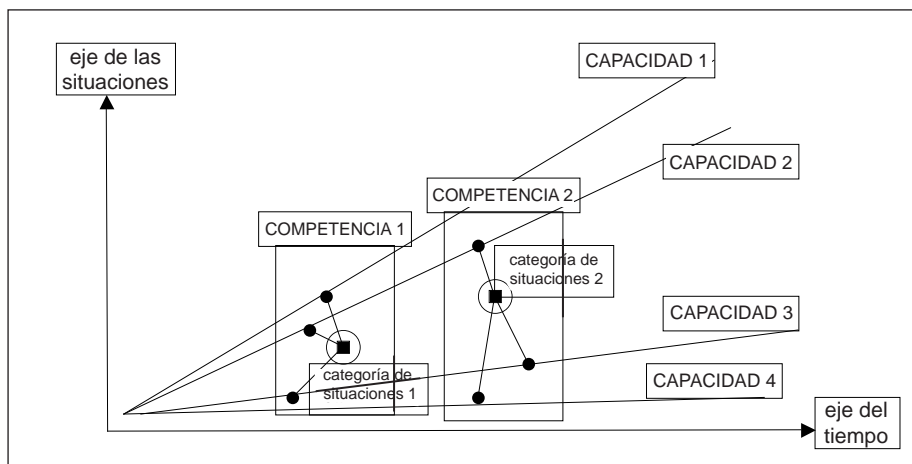 eje de las
situaciones
CAPACIDAD 1
CAPACIDAD 2
COMPETENCIA 2
COMPETENCIA 1
categoría de
situaciones 2
CAPACIDAD 3
categoría de
situaciones 1
CAPACIDAD 4
eje del
tiempo